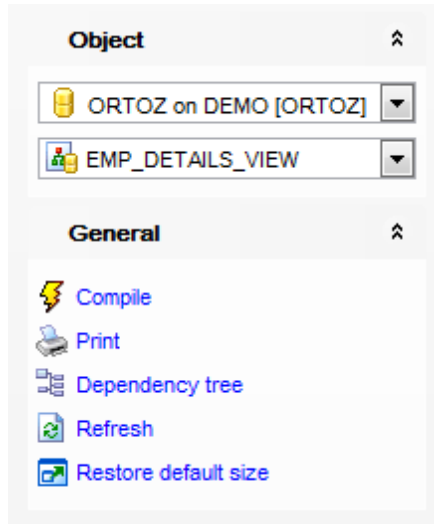 Object
ORTOZ on DEMO [ORTOZ]
EMP_DETAILS_VIEW
General
Compile
Print
Dependency tree
Refresh
Restore default size